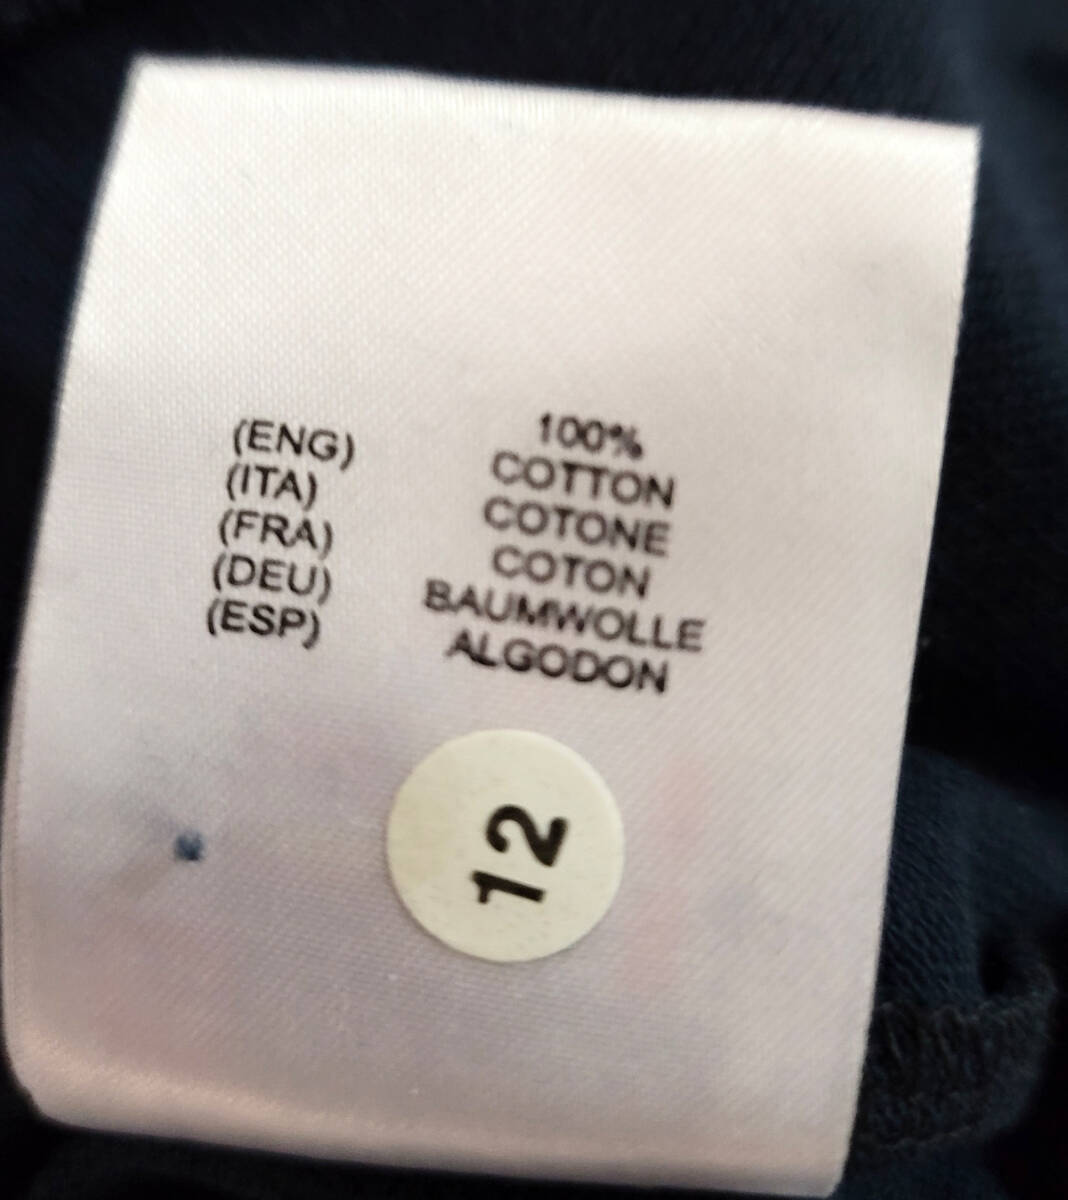 100%
(ENG) COTTON
(ITA) COTONE
(FRA) COTON
(DEU) BAUMWOLLE
(ESP) ALGODON
12